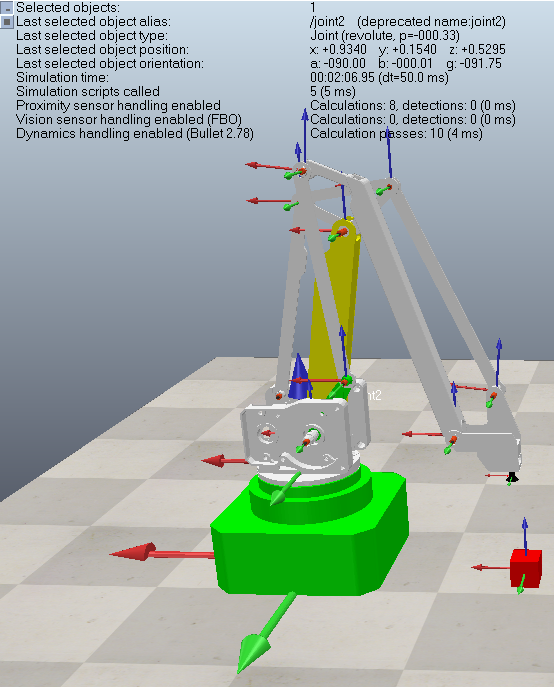 Selected objects: 1
Last selected object alias: /joint2 (deprecated name:joint2)
Last selected object type: Joint (revolute, p=-000.33)
Last selected object position: x: +0.9340 y: +0.1540 z: +0.5295
Last selected object orientation: a: -090.00 b: -000.01 g: -091.75
Simulation time: 00:02:06.95 (dt=50.0 ms)
Simulation scripts called 5 (5 ms)
Proximity sensor handling enabled Calculations: 8, detections: 0 (0 ms)
Vision sensor handling enabled (FBO) Calculations: 0, detections: 0 (0 ms)
Dynamics handling enabled (Bullet 2.78) Calculation passes: 10 (4 ms)
nt2